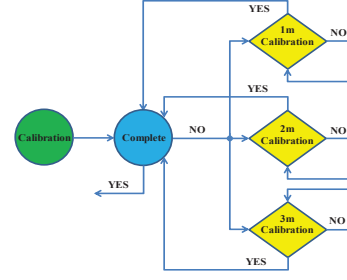 YES
1m
Calibration
NO
YES
Calibration
Complete
NO
2m
Calibration
NO
YES
3m
Calibration
NO
YES